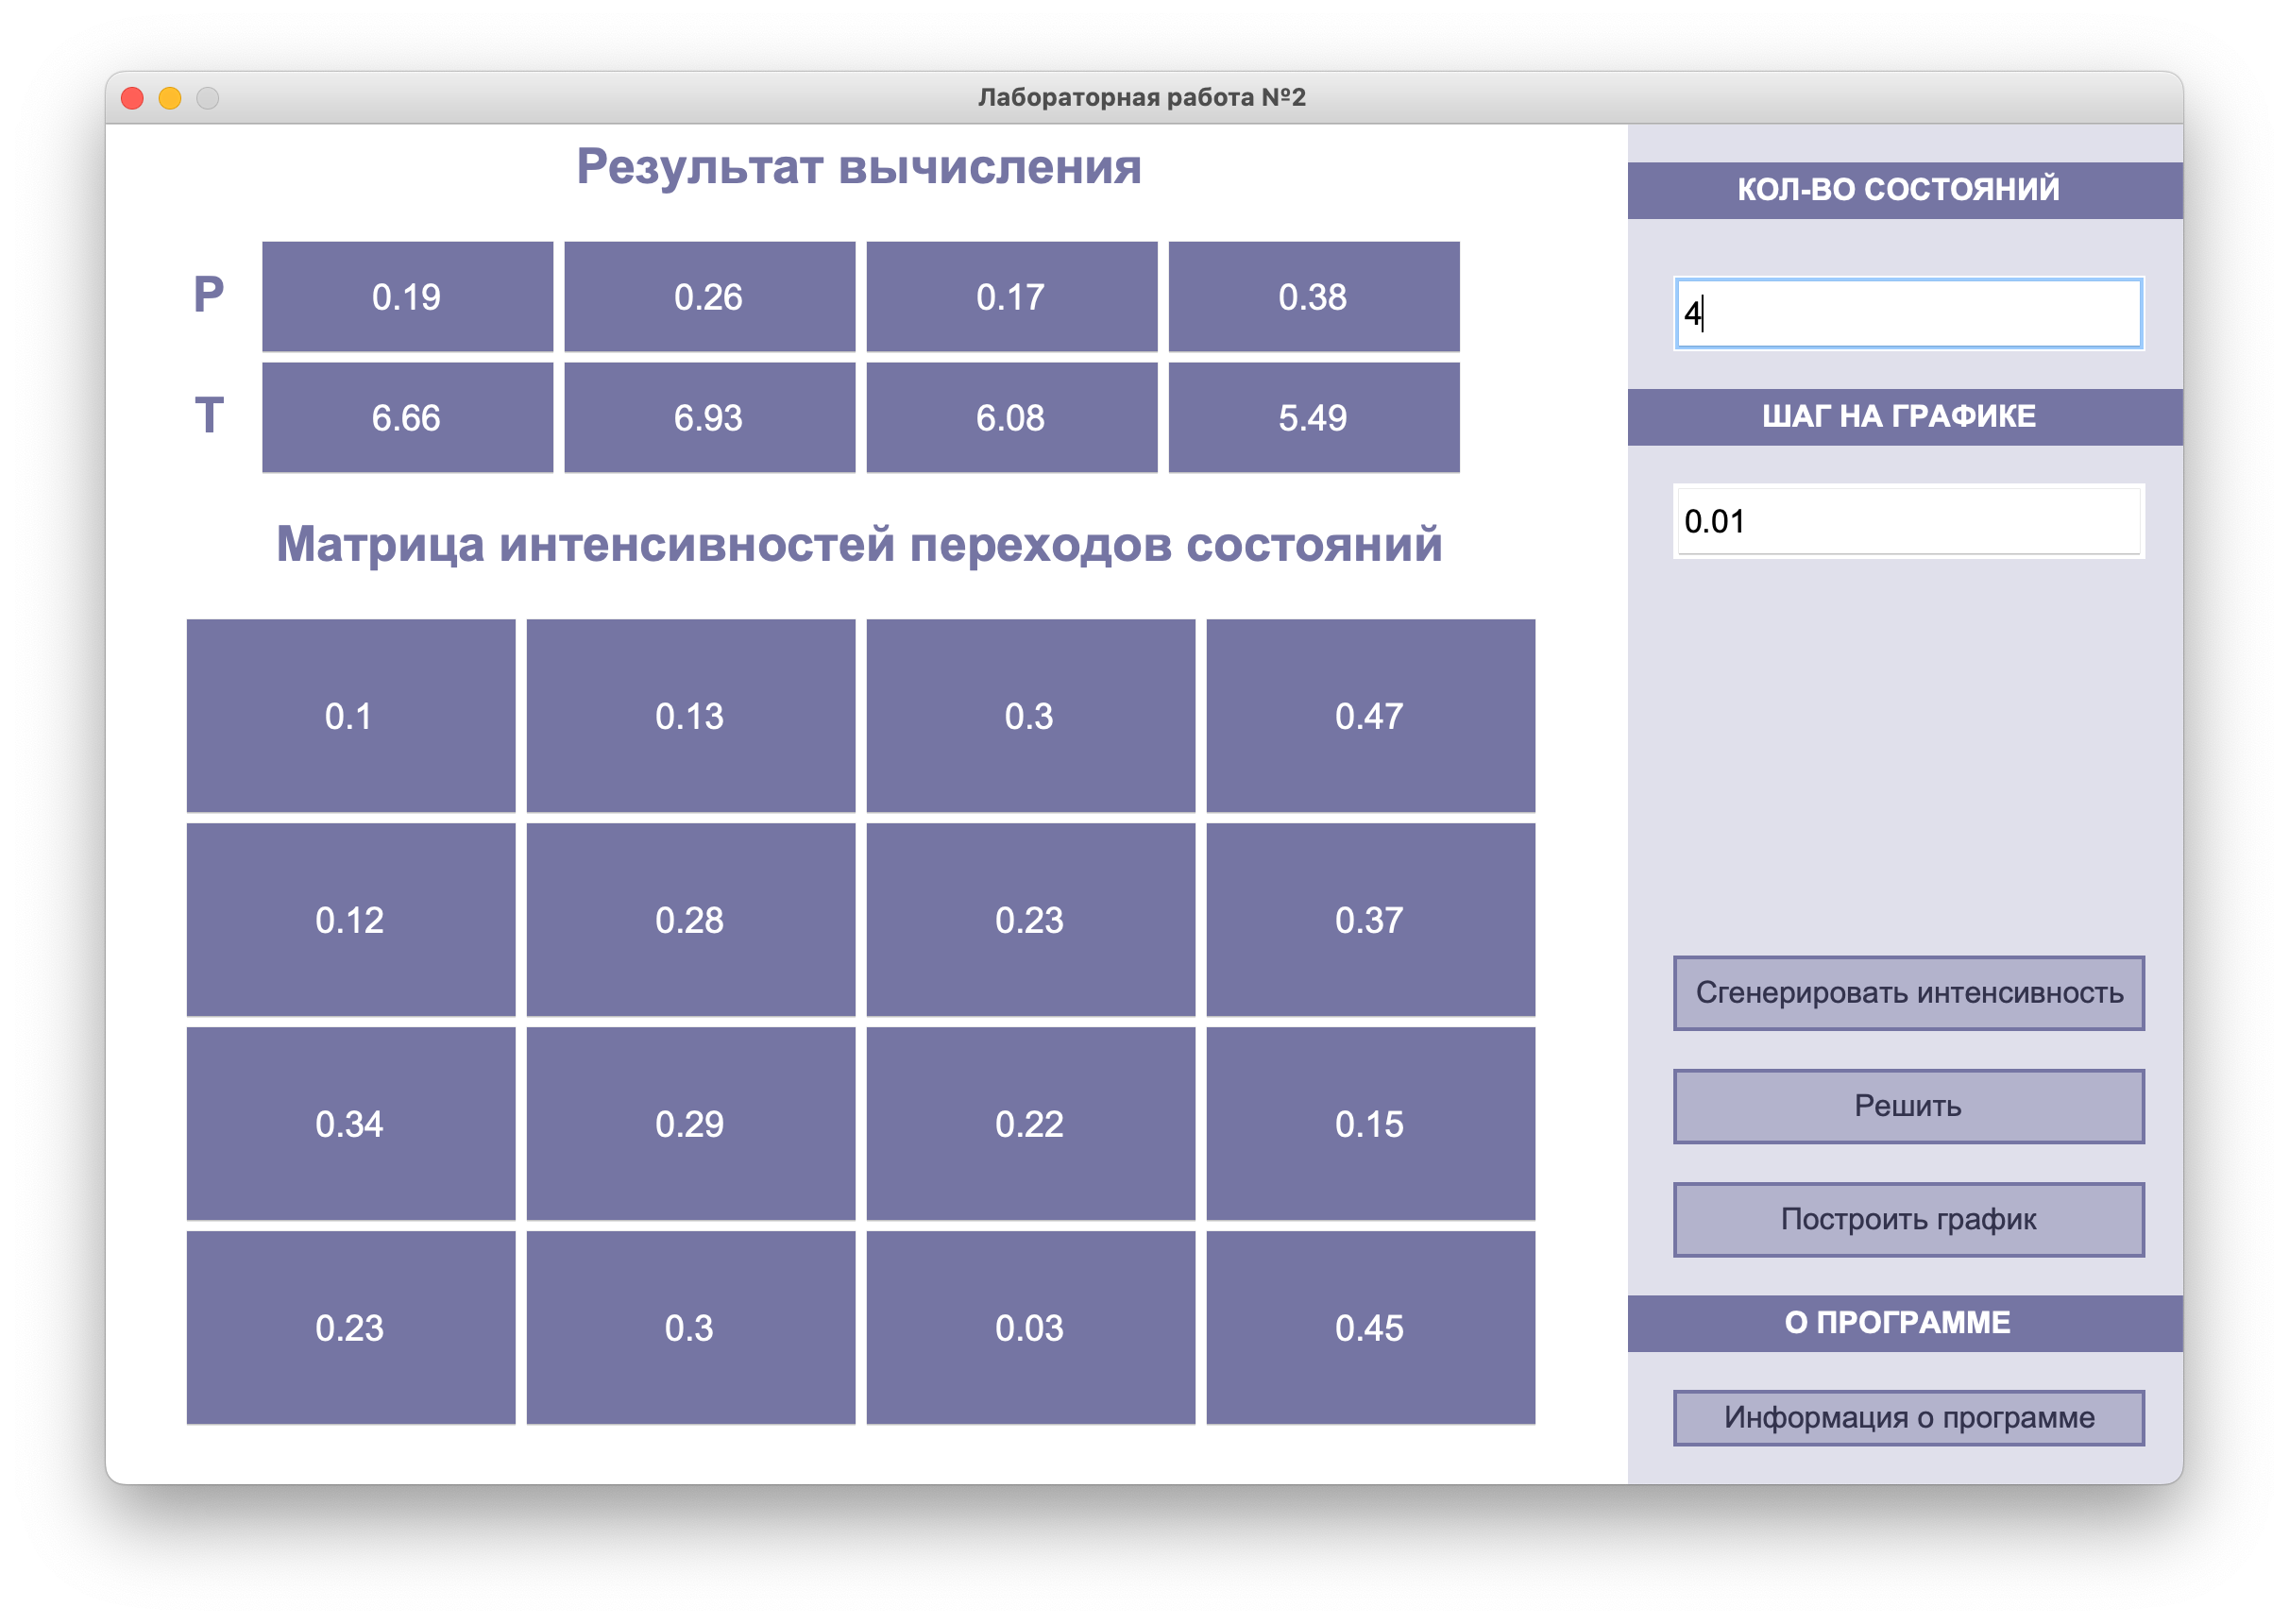 Лабораторная работа №2
Результат вычисления
P 0.19 0.26 0.17 0.38
T 6.66 6.93 6.08 5.49
Матрица интенсивностей переходов состояний
0.1 0.13 0.3 0.47
0.12 0.28 0.23 0.37
0.34 0.29 0.22 0.15
0.23 0.3 0.03 0.45
КОЛ-ВО СОСТОЯНИЙ
4
ШАГ НА ГРАФИКЕ
0.01
Сгенерировать интенсивность
Решить
Построить график
О ПРОГРАММЕ
Информация о программе